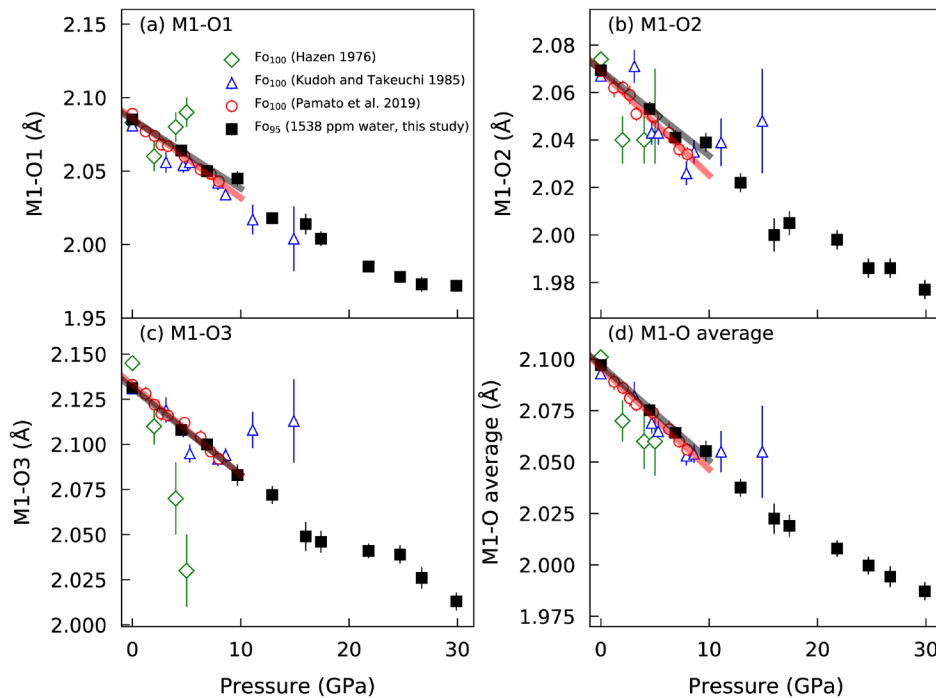 (a) M1-O1
Fo₁₀₀ (Hazen 1976)
Fo₁₀₀ (Kudoh and Takeuchi 1985)
Fo₁₀₀ (Pamato et al. 2019)
Fo₉₅ (1538 ppm water, this study)
2.15
2.10
2.05
2.00
1.95
M1-O1 (Å)
(b) M1-O2
2.08
2.06
2.04
2.02
2.00
1.98
M1-O2 (Å)
(c) M1-O3
2.150
2.125
2.100
2.075
2.050
2.025
2.000
M1-O3 (Å)
0 10 20 30
Pressure (GPa)
(d) M1-O average
2.100
2.075
2.050
2.025
2.000
1.975
M1-O average (Å)
0 10 20 30
Pressure (GPa)